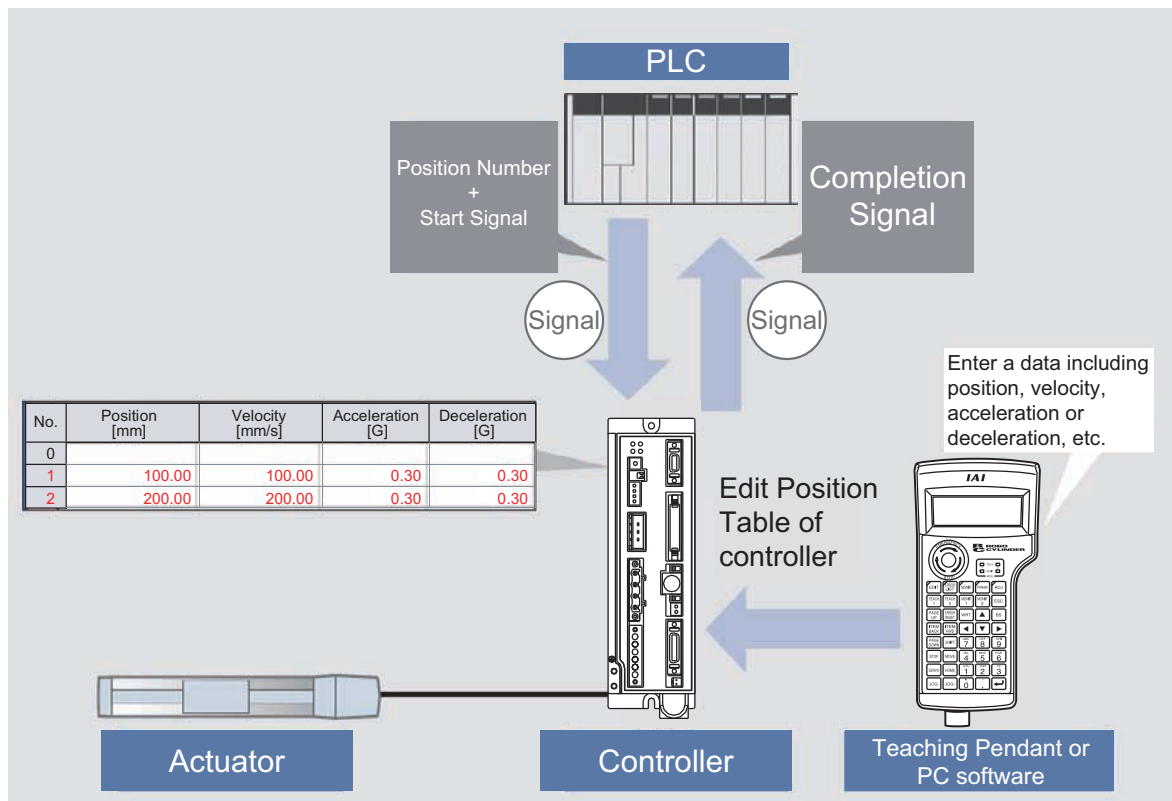 PLC
Position Number
+
Start Signal
Completion
Signal
Signal
Signal
Enter a data including
position, velocity,
acceleration or
deceleration, etc.
No.
Position
[mm]
Velocity
[mm/s]
Acceleration
[G]
Deceleration
[G]
0
1 100.00 100.00 0.30 0.30
2 200.00 200.00 0.30 0.30
Edit Position
Table of
controller
IAI
ROBO
CYLINDER
Actuator
Controller
Teaching Pendant or
PC software